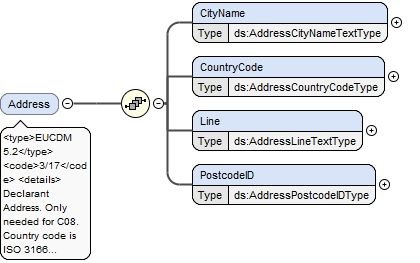 CityName
Type ds:AddressCityNameTextType
CountryCode
Type ds:AddressCountryCodeType
Address
Line
Type ds:AddressLineTextType
<type>EUCDM
5.2</type>
<code>3/17</cod
e> <details>
Declarant
Address. Only
needed for C08.
Country code is
ISO 3166...
PostcodeID
Type ds:AddressPostcodeIDType